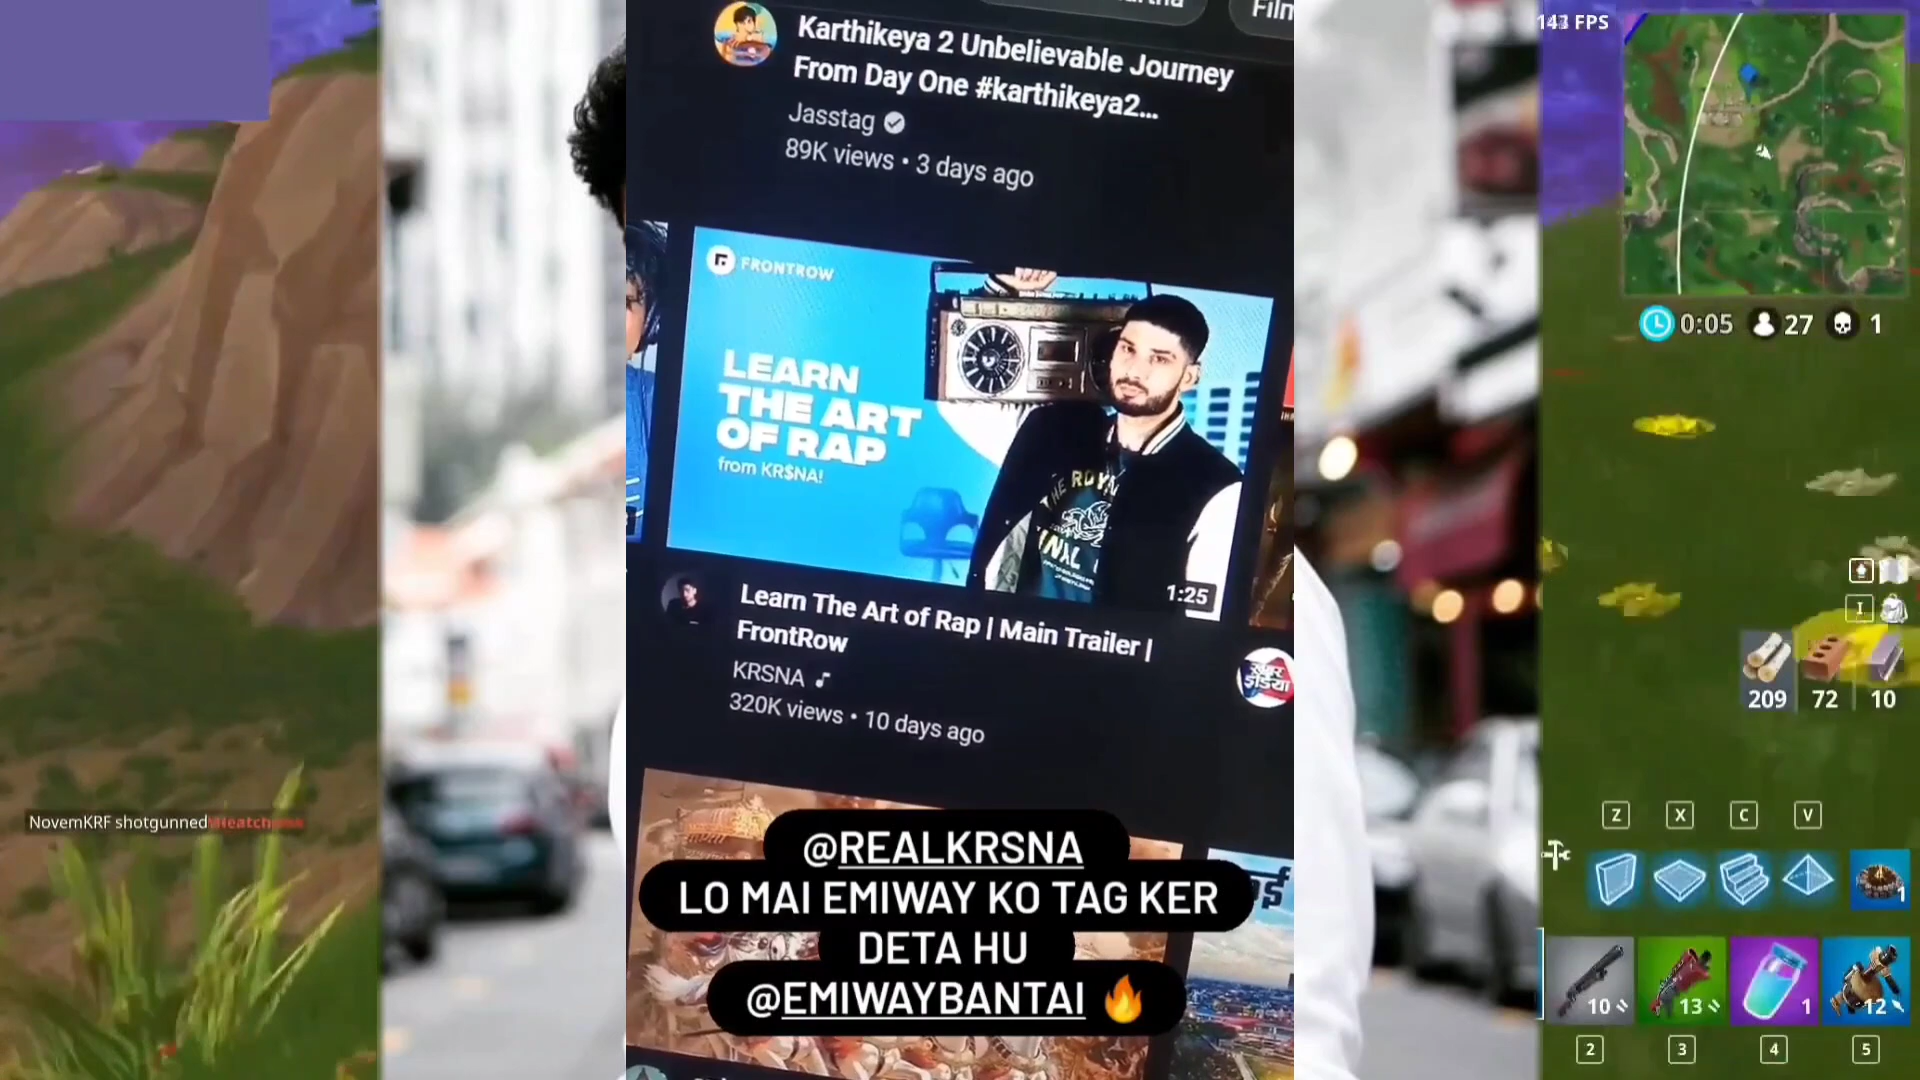 Karthikeya 2 Unbelievable Journey
From Day One #karthikeya2...
Jasstag
89K views • 3 days ago
FRONTROW
LEARN
THE ART
OF RAP
from KR$NA!
1:25
Learn The Art of Rap | Main Trailer |
FrontRow
KRSNA
320K views • 10 days ago
@REALKRSNA
LO MAI EMIWAY KO TAG KER
DETA HU
@EMIWAYBANTAI 🔥
NovemKRF shotgunned
143 FPS
0:05 27 1
I
209 72 10
Z X C V
1
10 13 1 12
2 3 4 5